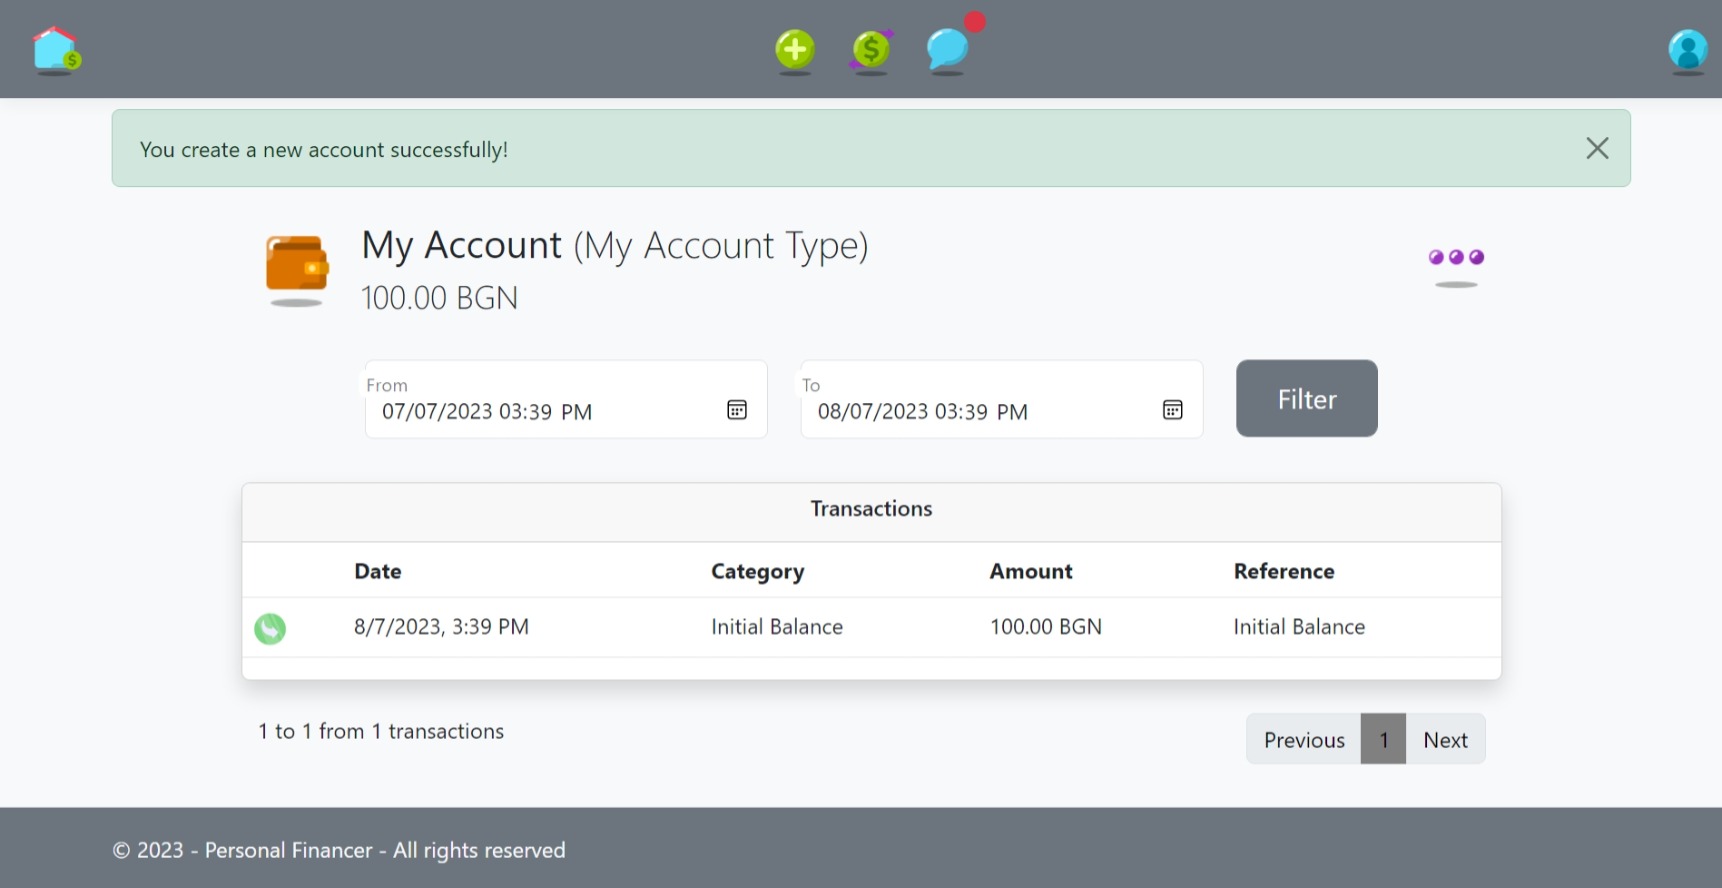 You create a new account successfully!
My Account (My Account Type)
100.00 BGN
From
07/07/2023 03:39 PM
To
08/07/2023 03:39 PM
Filter
Transactions
Date Category Amount Reference
8/7/2023, 3:39 PM Initial Balance 100.00 BGN Initial Balance
1 to 1 from 1 transactions
Previous 1 Next
© 2023 - Personal Financer - All rights reserved